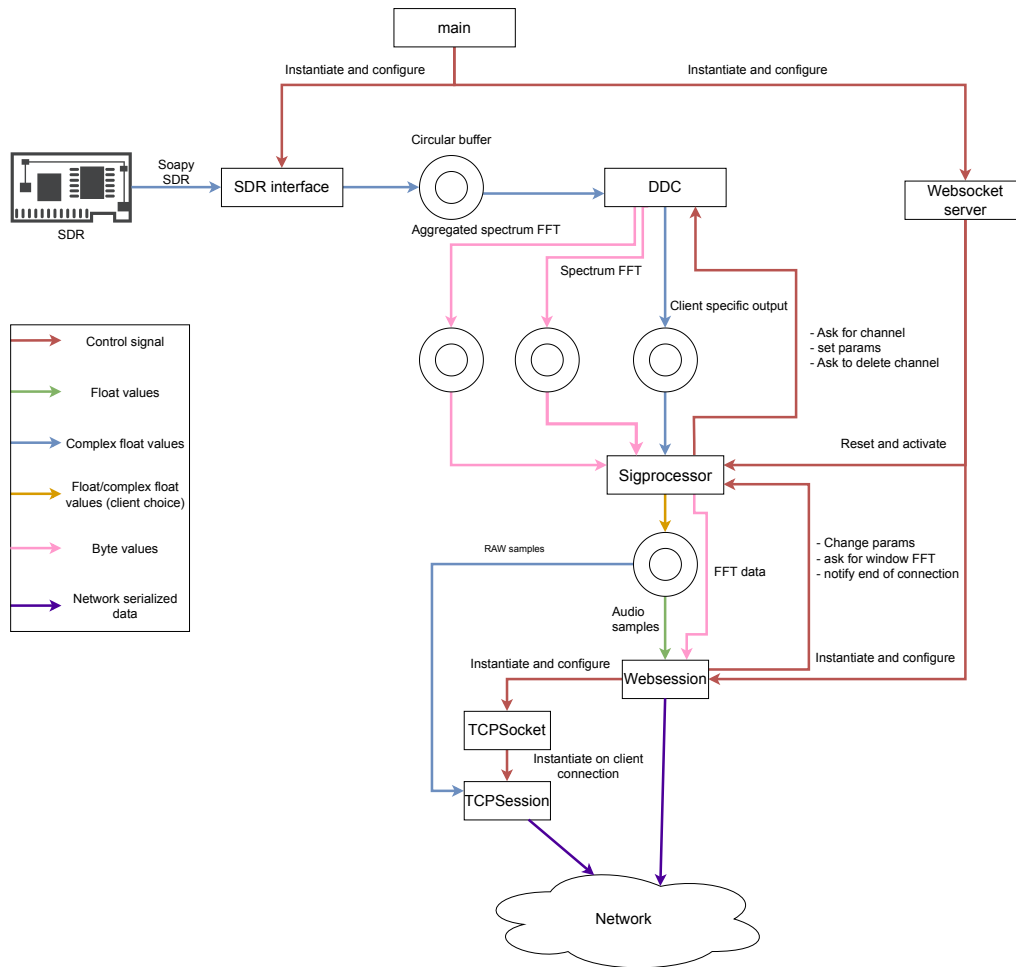 main
Instantiate and configure
Instantiate and configure
Circular buffer
Soapy
SDR
SDR interface
DDC
Websocket
server
SDR
Aggregated spectrum FFT
Spectrum FFT
Client specific output
- Ask for channel
- set params
- Ask to delete channel
Control signal
Float values
Complex float values
Float/complex float
values (client choice)
Byte values
Network serialized
data
Reset and activate
Sigprocessor
RAW samples
FFT data
- Change params
- ask for window FFT
- notify end of connection
Audio
samples
Instantiate and configure
Instantiate and configure
Websession
TCPSocket
Instantiate on client
connection
TCPSession
Network